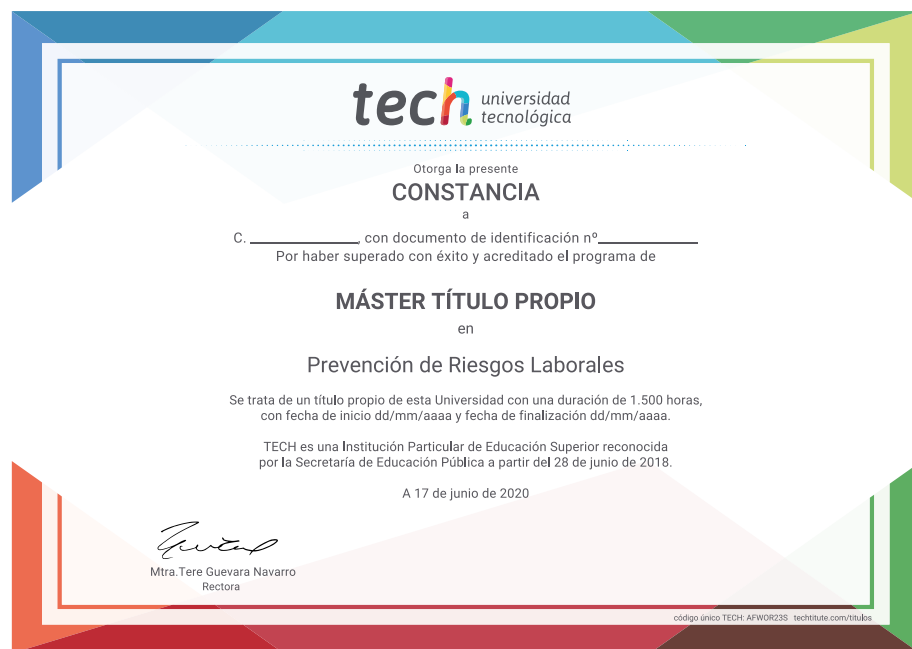 tech universidad
tecnológica
Otorga la presente
CONSTANCIA
a
C. ____________, con documento de identificación nº____________
Por haber superado con éxito y acreditado el programa de
MÁSTER TÍTULO PROPIO
en
Prevención de Riesgos Laborales
Se trata de un título propio de esta Universidad con una duración de 1.500 horas,
con fecha de inicio dd/mm/aaaa y fecha de finalización dd/mm/aaaa.
TECH es una Institución Particular de Educación Superior reconocida
por la Secretaría de Educación Pública a partir del 28 de junio de 2018.
A 17 de junio de 2020
Mtra.Tere Guevara Navarro
Rectora
código único TECH: AFWOR23S techtitute.com/titulos